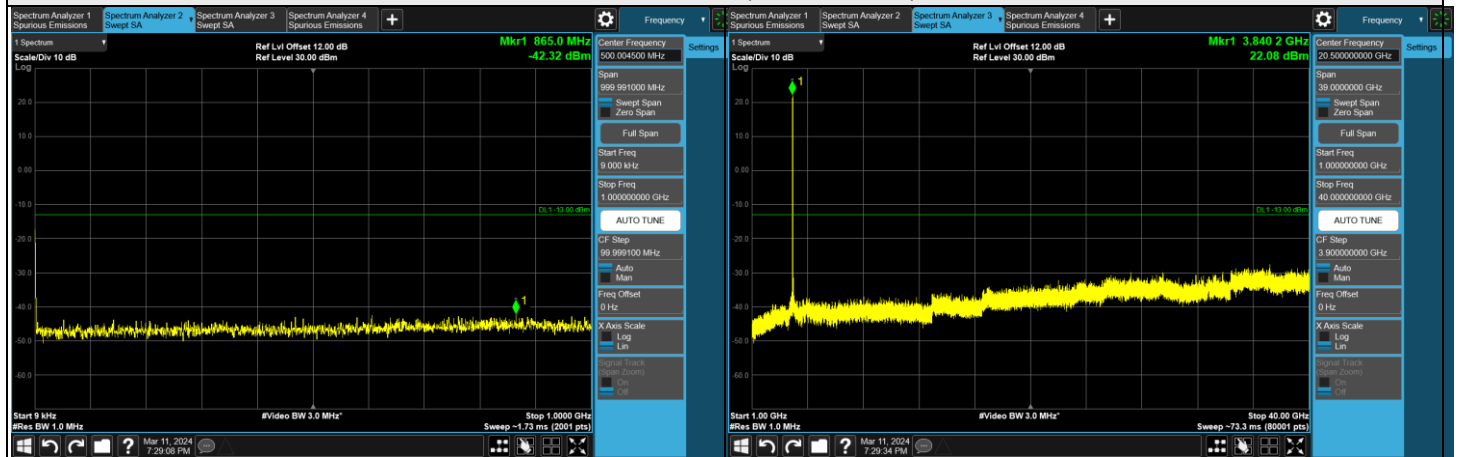 Spectrum Analyzer 1
Spurious Emissions
Spectrum Analyzer 2
Swept SA
Spectrum Analyzer 3
Swept SA
Spectrum Analyzer 4
Spurious Emissions
Frequency
1 Spectrum
Scale/Div 10 dB
Log
Ref Lvl Offset 12.00 dB
Ref Level 30.00 dBm
Mkr1 865.0 MHz
-42.32 dBm
1
20.0
10.0
0.00
-10.0
DL1 -13.00 dBm
-20.0
-30.0
-40.0
-50.0
-60.0
Start 9 kHz
#Res BW 1.0 MHz
#Video BW 3.0 MHz*
Stop 1.0000 GHz
Sweep ~1.73 ms (2001 pts)
Mar 11, 2024
7:29:08 PM
Center Frequency
500.004500 MHz
Settings
Span
999.991000 MHz
Swept Span
Zero Span
Full Span
Start Freq
9.000 kHz
Stop Freq
1.000000000 GHz
AUTO TUNE
CF Step
99.999100 MHz
Auto
Man
Freq Offset
0 Hz
X Axis Scale
Log
Lin
Signal Track
(Span Zoom)
On
Off
Spectrum Analyzer 1
Spurious Emissions
Spectrum Analyzer 2
Swept SA
Spectrum Analyzer 3
Swept SA
Spectrum Analyzer 4
Spurious Emissions
Frequency
1 Spectrum
Scale/Div 10 dB
Log
Ref Lvl Offset 12.00 dB
Ref Level 30.00 dBm
Mkr1 3.840 2 GHz
22.08 dBm
1
20.0
10.0
0.00
-10.0
DL1 -13.00 dBm
-20.0
-30.0
-40.0
-50.0
-60.0
Start 1.00 GHz
#Res BW 1.0 MHz
#Video BW 3.0 MHz*
Stop 40.00 GHz
Sweep ~73.3 ms (80001 pts)
Mar 11, 2024
7:29:34 PM
Center Frequency
20.500000000 GHz
Settings
Span
39.0000000 GHz
Swept Span
Zero Span
Full Span
Start Freq
1.000000000 GHz
Stop Freq
40.000000000 GHz
AUTO TUNE
CF Step
3.900000000 GHz
Auto
Man
Freq Offset
0 Hz
X Axis Scale
Log
Lin
Signal Track
(Span Zoom)
On
Off